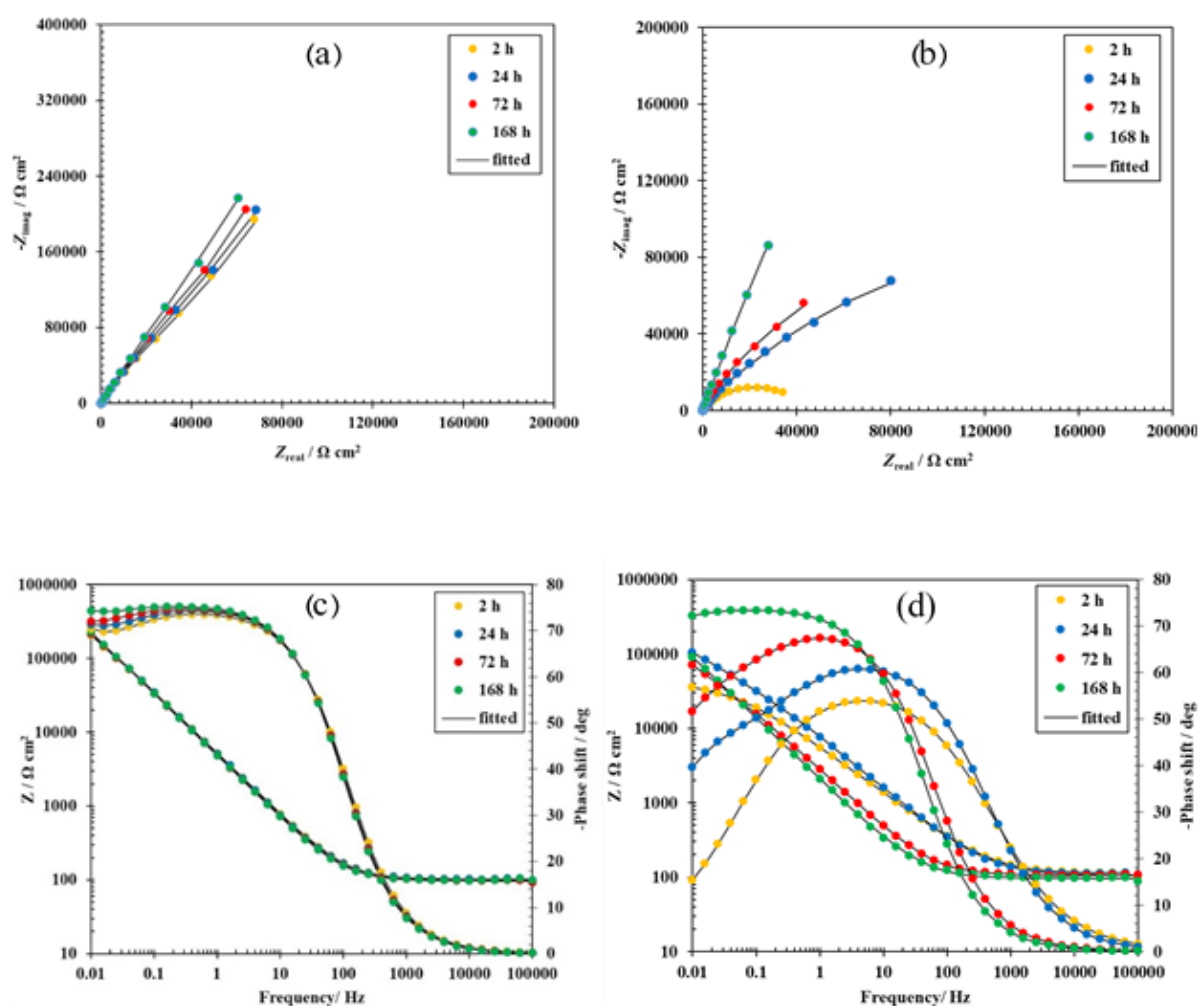 (a)
2 h
24 h
72 h
168 h
fitted
400000
320000
240000
160000
80000
0
-Zimag / Ω cm²
0
40000
80000
120000
160000
200000
Zreal / Ω cm²
(b)
2 h
24 h
72 h
168 h
fitted
200000
160000
120000
80000
40000
0
-Zimag / Ω cm²
0
40000
80000
120000
160000
200000
Zreal / Ω cm²
(c)
2 h
24 h
72 h
168 h
fitted
1000000
100000
10000
1000
100
10
Z / Ω cm²
80
70
60
50
40
30
20
10
0
-Phase shift / deg
0.01
0.1
1
10
100
1000
10000
100000
Frequency/ Hz
(d)
2 h
24 h
72 h
168 h
fitted
1000000
100000
10000
1000
100
10
Z / Ω cm²
80
70
60
50
40
30
20
10
0
-Phase shift / deg
0.01
0.1
1
10
100
1000
10000
100000
Frequency/ Hz